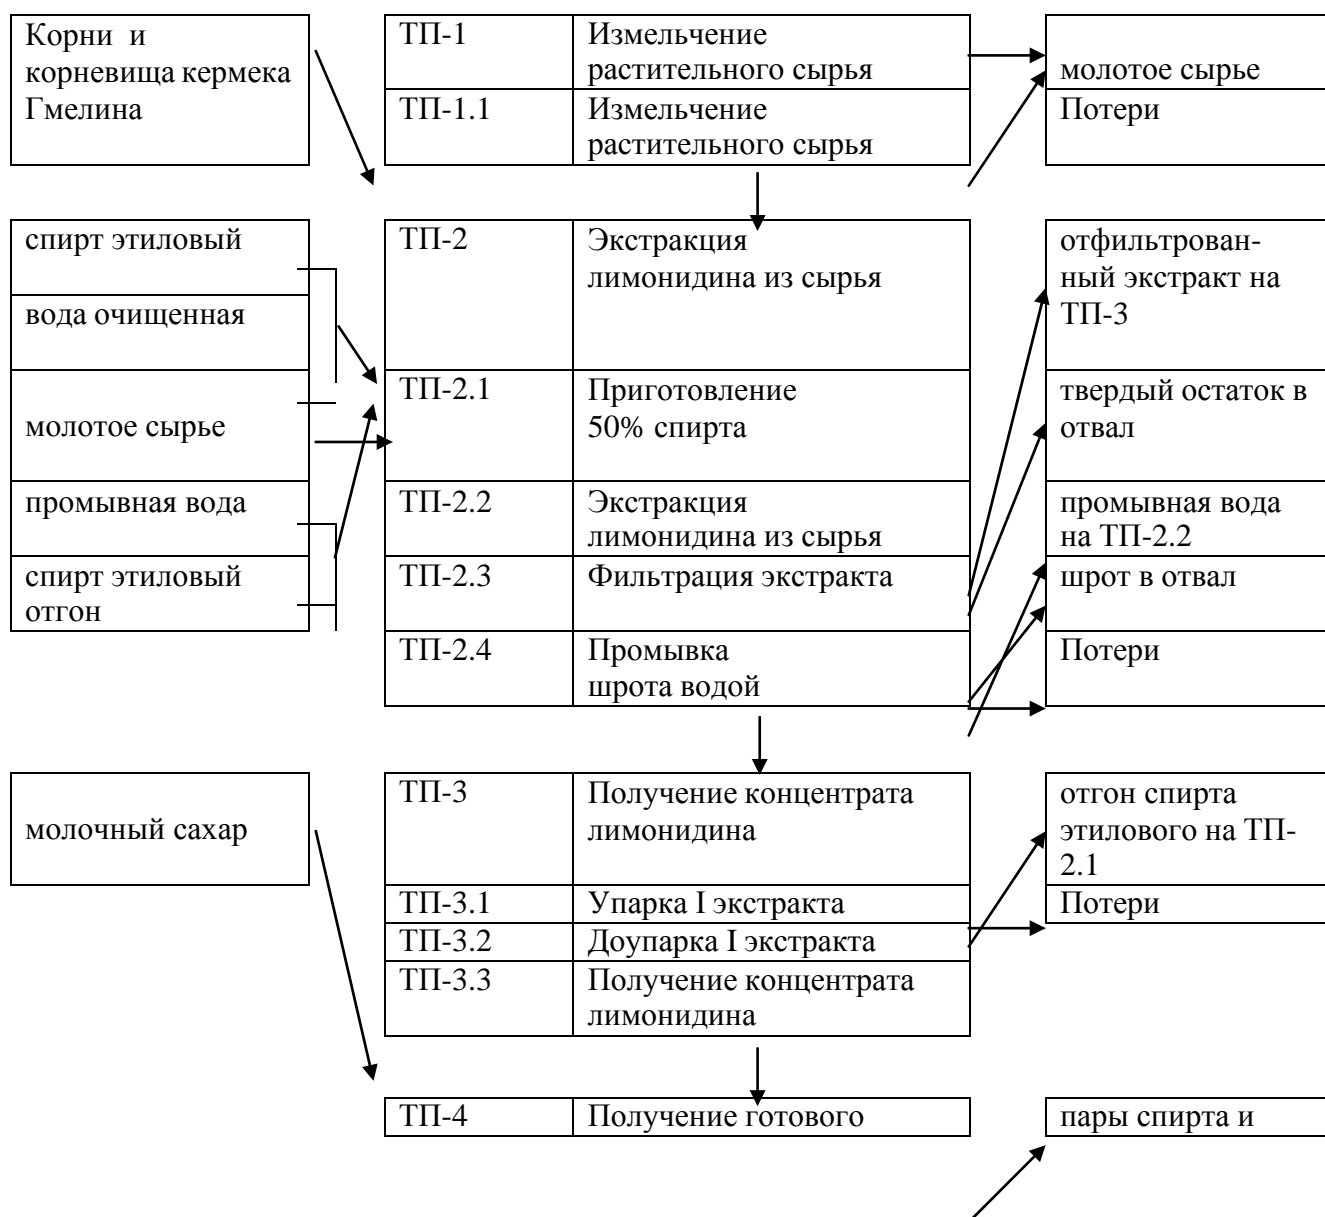 Корни и
корневища кермека
Гмелина
ТП-1
Измельчение
растительного сырья
молотое сырье
ТП-1.1
Измельчение
растительного сырья
Потери
спирт этиловый
вода очищенная
молотое сырье
промывная вода
спирт этиловый
отгон
ТП-2
Экстракция
лимонидина из сырья
ТП-2.1
Приготовление
50% спирта
ТП-2.2
Экстракция
лимонидина из сырья
ТП-2.3
Фильтрация экстракта
ТП-2.4
Промывка
шрота водой
отфильтрован-
ный экстракт на
ТП-3
твердый остаток в
отвал
промывная вода
на ТП-2.2
шрот в отвал
Потери
молочный сахар
ТП-3
Получение концентрата
лимонидина
ТП-3.1
Упарка I экстракта
ТП-3.2
Доупарка I экстракта
ТП-3.3
Получение концентрата
лимонидина
отгон спирта
этилового на ТП-
2.1
Потери
ТП-4
Получение готового
пары спирта и